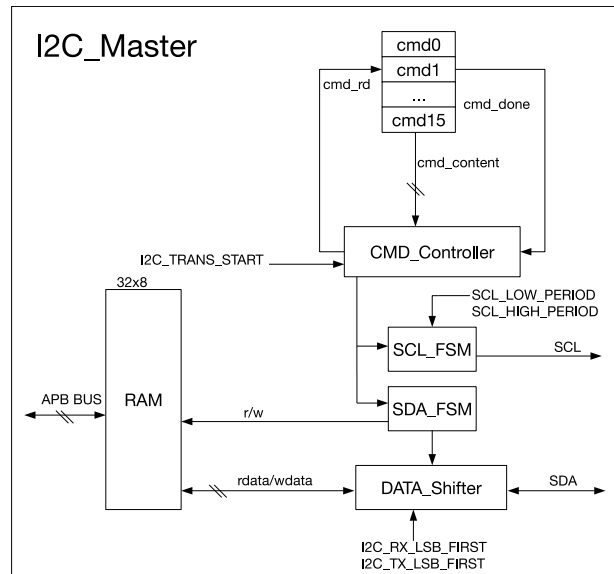 I2C_Master
cmd0
cmd1
...
cmd15
cmd_rd
cmd_done
cmd_content
CMD_Controller
I2C_TRANS_START
32x8
SCL_LOW_PERIOD
SCL_HIGH_PERIOD
SCL_FSM
SCL
APB BUS
RAM
r/w
SDA_FSM
rdata/wdata
DATA_Shifter
SDA
I2C_RX_LSB_FIRST
I2C_TX_LSB_FIRST